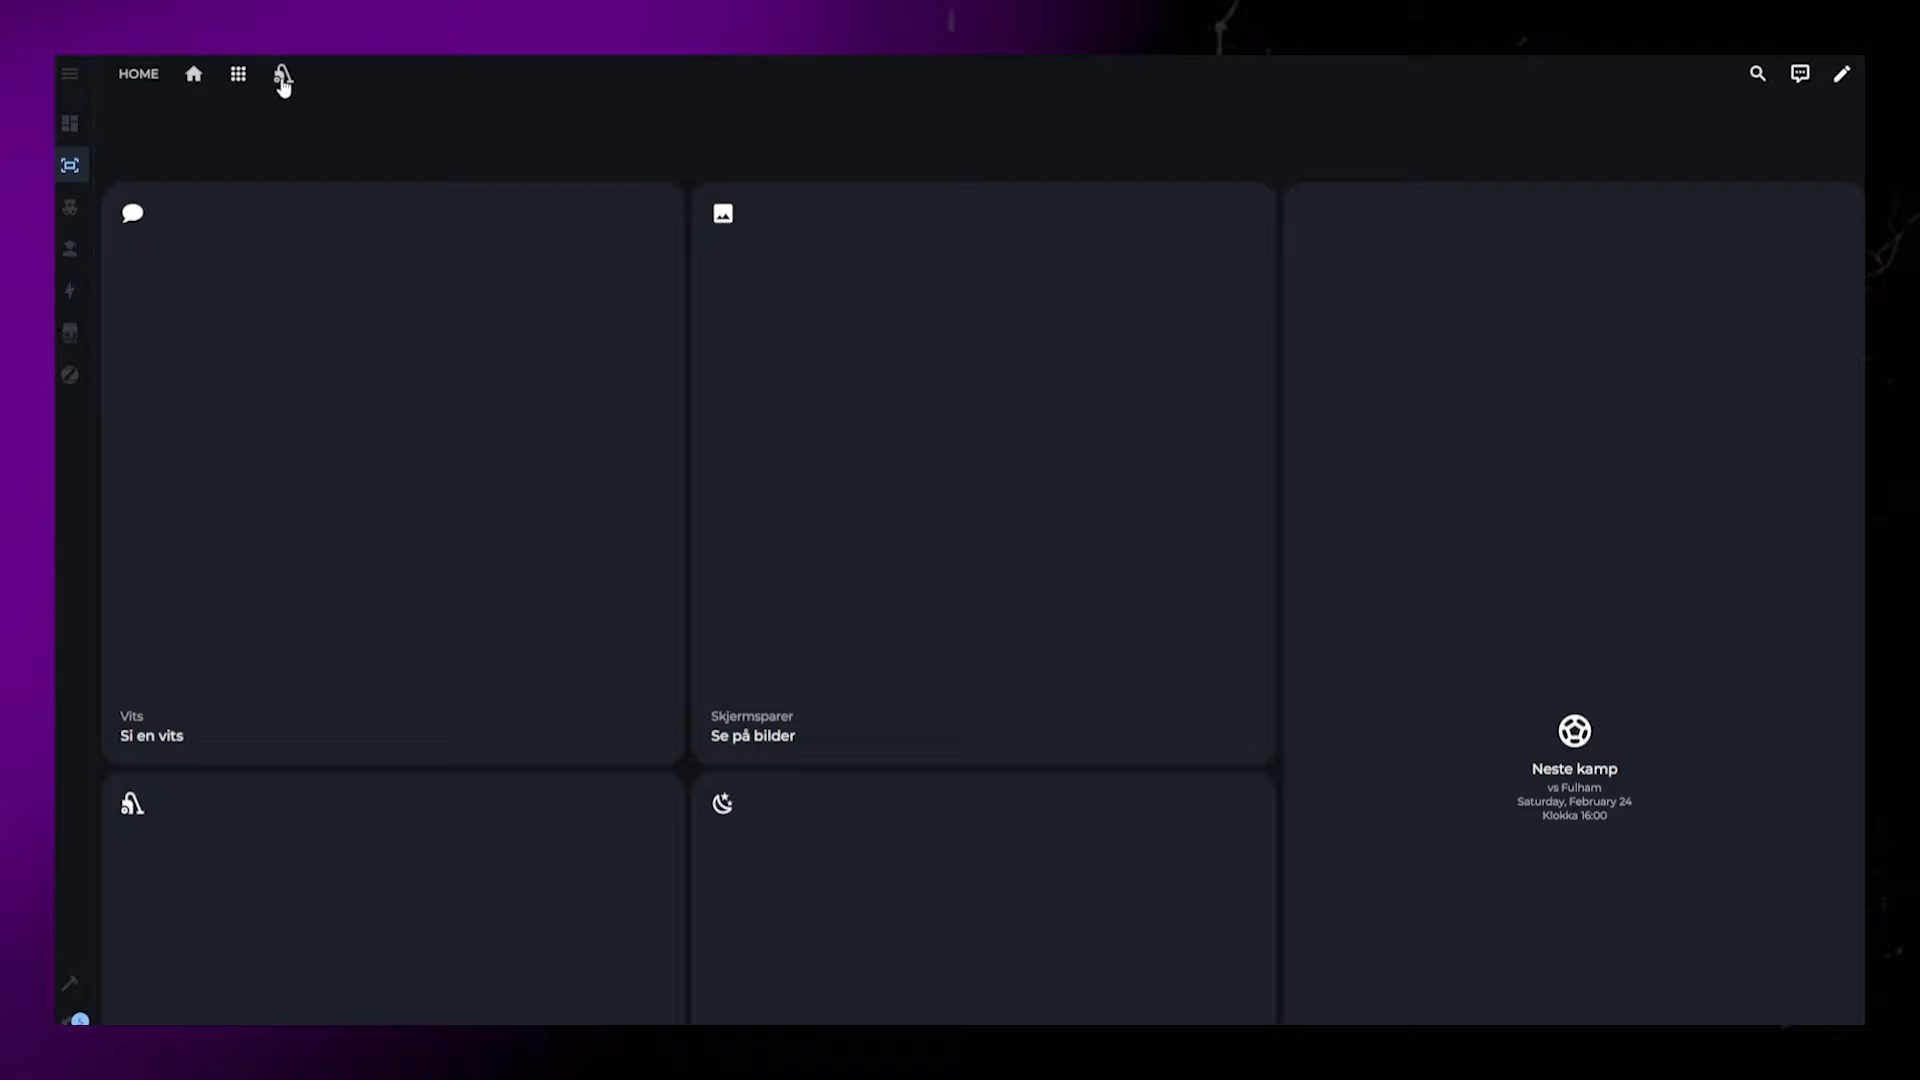 HOME
Vits
Si en vits
Skjermsparer
Se på bilder
Neste kamp
vs Fulham
Saturday, February 24
Klokka 16:00